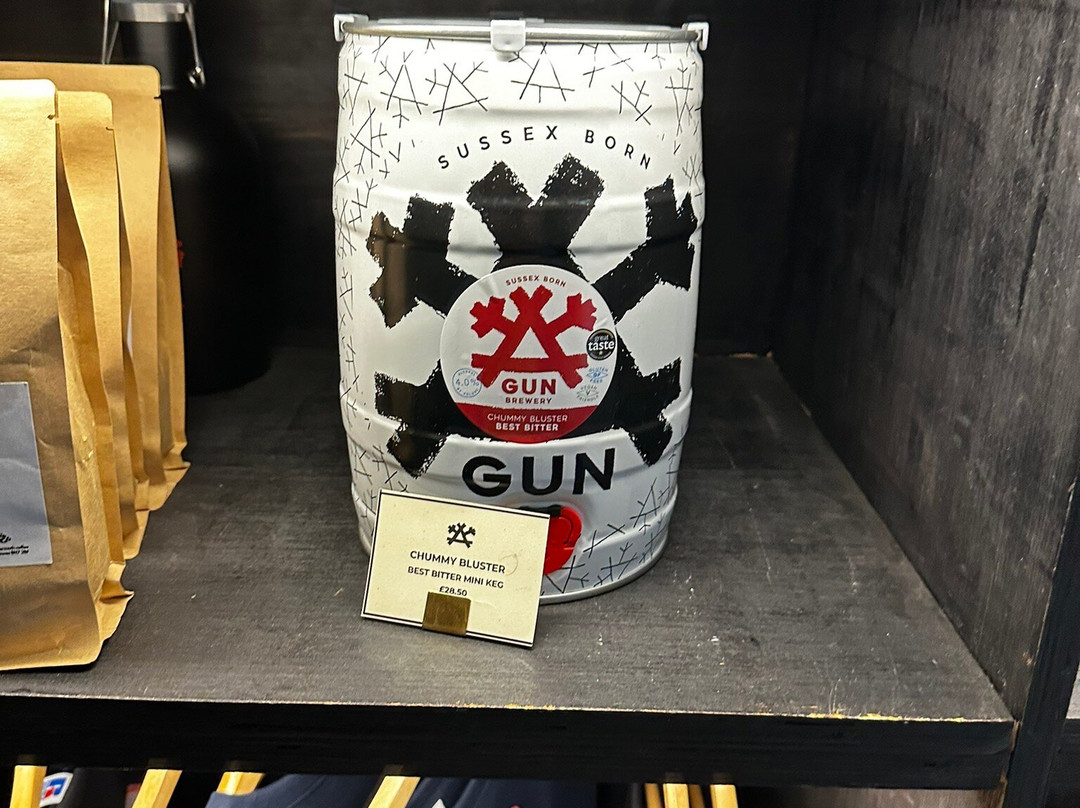 SUSSEX BORN
SUSSEX BORN
great
taste
4.0%
GLUTEN
FREE
GUN
BREWERY
CHUMMY BLUSTER
BEST BITTER
GUN
CHUMMY BLUSTER
BEST BITTER MINI KEG
£28.50